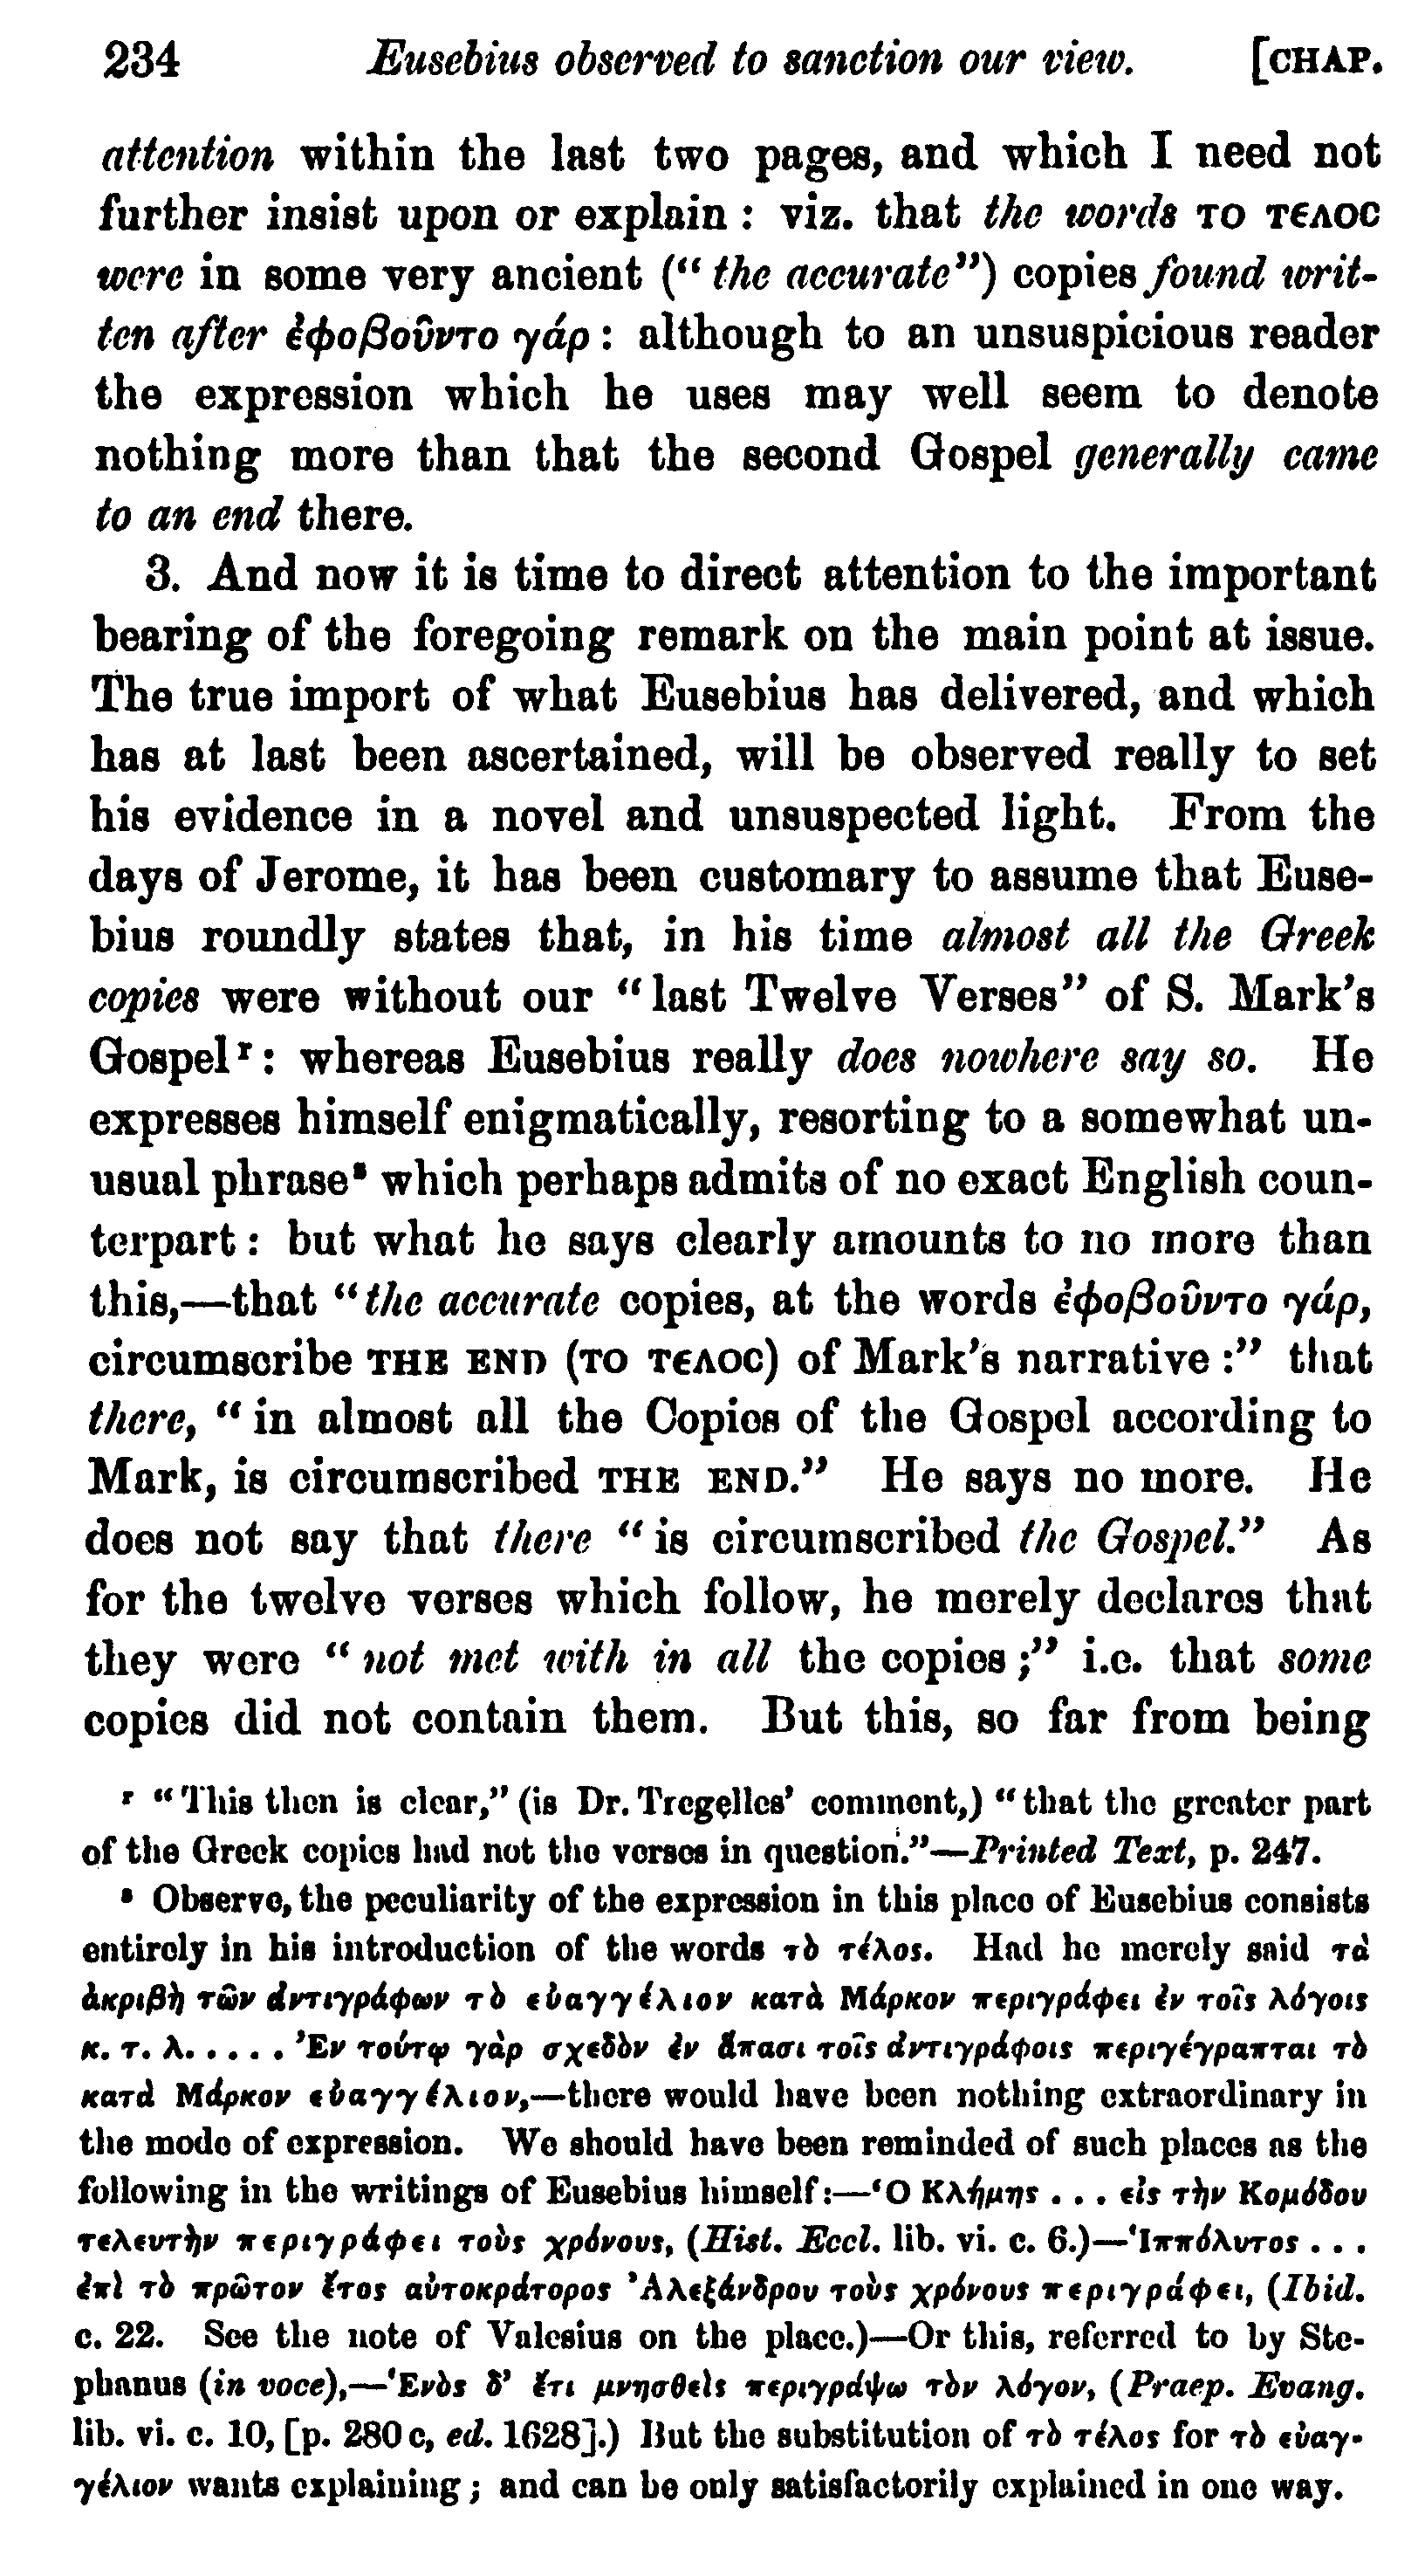 234 Eusebius observed to sanction our view. [CHAP.
attention within the last two pages, and which I need not
further insist upon or explain : viz. that the words ΤΟ ΤЄΛΟC
were in some very ancient (“ the accurate”) copies found writ-
ten after ἐφοβοῦντο γάρ : although to an unsuspicious reader
the expression which he uses may well seem to denote
nothing more than that the second Gospel generally came
to an end there.
3. And now it is time to direct attention to the important
bearing of the foregoing remark on the main point at issue.
The true import of what Eusebius has delivered, and which
has at last been ascertained, will be observed really to set
his evidence in a novel and unsuspected light. From the
days of Jerome, it has been customary to assume that Euse-
bius roundly states that, in his time almost all the Greek
copies were without our “ last Twelve Verses” of S. Mark’s
Gospel r : whereas Eusebius really does nowhere say so. He
expresses himself enigmatically, resorting to a somewhat un-
usual phrase s which perhaps admits of no exact English coun-
terpart : but what he says clearly amounts to no more than
this,—that “the accurate copies, at the words ἐφοβοῦντο γάρ,
circumscribe THE END (ΤΟ ΤЄΛΟC) of Mark’s narrative :” that
there, “ in almost all the Copies of the Gospel according to
Mark, is circumscribed THE END.” He says no more. He
does not say that there “ is circumscribed the Gospel.” As
for the twelve verses which follow, he merely declares that
they were “ not met with in all the copies ;” i.e. that some
copies did not contain them. But this, so far from being
r “ This then is clear,” (is Dr. Tregelles’ comment,) “ that the greater part
of the Greek copies had not the verses in question.”—Printed Text, p. 247.
s Observe, the peculiarity of the expression in this place of Eusebius consists
entirely in his introduction of the words τὸ τέλος. Had he merely said τὰ
ἀκριβῆ τῶν ἀντιγράφων τὸ εὐαγγέλιον κατὰ Μάρκον περιγράφει ἐν τοῖς λόγοις
κ. τ. λ. . . . . . Ἐν τούτῳ γὰρ σχεδὸν ἐν ἅπασι τοῖς ἀντιγράφοις περιγέγραπται τὸ
κατὰ Μάρκον εὐαγγέλιον,—there would have been nothing extraordinary in
the mode of expression. We should have been reminded of such places as the
following in the writings of Eusebius himself :—Ὁ Κλήμης . . . εἰς τὴν Κομόδου
τελευτὴν περιγράφει τοὺς χρόνους, (Hist. Eccl. lib. vi. c. 6.)—Ἱππόλυτος . . .
ἐπὶ τὸ πρῶτον ἔτος αὐτοκράτορος Ἀλεξάνδρου τοὺς χρόνους περιγράφει, (Ibid.
c. 22. See the note of Valesius on the place.)—Or this, referred to by Ste-
phanus (in voce),—Ἑνὸς δ’ ἔτι μνησθεὶς περιγράψω τὸν λόγον, (Praep. Evang.
lib. vi. c. 10, [p. 280 c, ed. 1628].) But the substitution of τὸ τέλος for τὸ εὐαγ-
γέλιον wants explaining ; and can be only satisfactorily explained in one way.